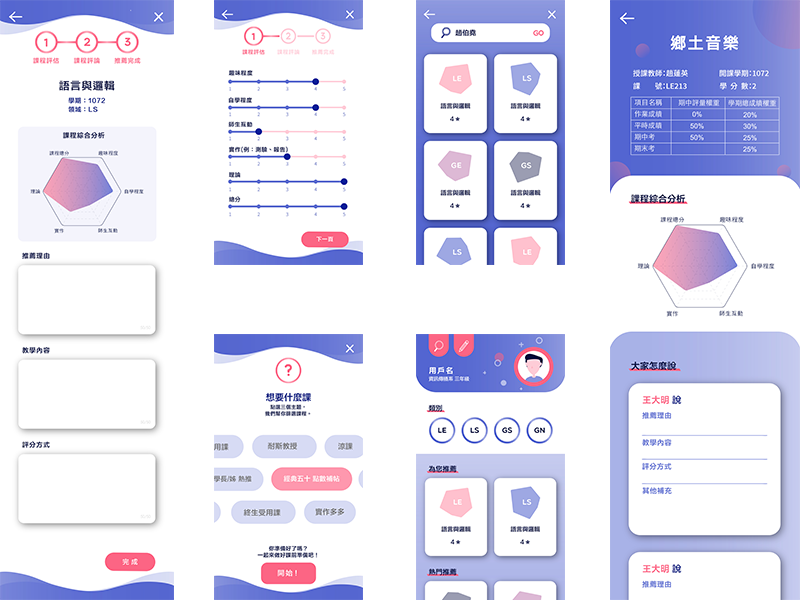 1
2
3
課程評估
課程評論
推薦完成
語言與邏輯
學期：1072
領域：LS
課程綜合分析
課程總分
趣味程度
理論
自學程度
實作
師生互動
推薦理由
教學內容
評分方式
完成
1
2
3
課程評估
課程評論
推薦完成
趣味程度
1 2 3 4 5
自學程度
1 2 3 4 5
師生互動
1 2 3 4 5
實作(例：測驗、報告)
1 2 3 4 5
理論
1 2 3 4 5
總分
1 2 3 4 5
下一頁
趙伯堯
GO
LE
語言與邏輯
4★
LS
語言與邏輯
4★
GE
語言與邏輯
4★
GS
語言與邏輯
4★
LS
LE
?
想要什麼課
點選三個主題，
我們幫你篩選課程。
用課
耐斯教授
涼課
學長/姊 熱推
經典五十 點數補帖
終生受用課
實作多多
你準備好了嗎？
一起來做好課前準備吧！
開始！
用戶名
資訊傳播系 三年級
類別
LE
LS
GS
GN
為您推薦
LE
語言與邏輯
4★
LS
語言與邏輯
4★
熱門推薦
鄉土音樂
授課教師：趙蓮英
開課學期：1072
課 號：LE213
學 分 數：2
項目名稱 期中評量權重 學期總成績權重
作業成績 0% 20%
平時成績 50% 30%
期中考 50% 25%
期末考 25%
課程綜合分析
課程總分
趣味程度
理論
自學程度
實作
師生互動
大家怎麼說
王大明 說
推薦理由
教學內容
評分方式
其他補充
王大明 說
推薦理由